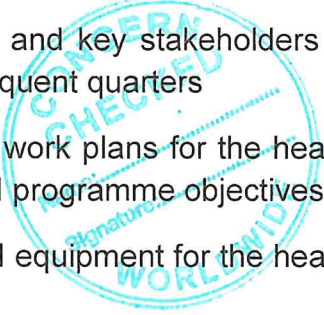 and key stakeholders
quent quarters
work plans for the hea
programme objectives
equipment for the hea
CONCERN
CHECKED
Signature
WORLDWIDE